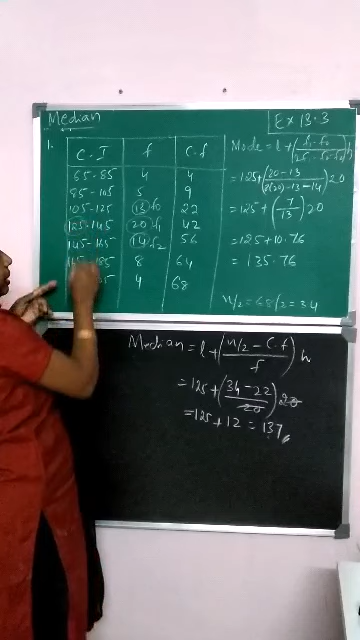 Median
Ex 13.3
1.
C.I f C.f
65-85 4 4
85-105 5 9
105-125 13 f0 22
125-145 20 f1 42
145-165 14 f2 56
185 8 64
5 4 68
Mode = l + (f1-f0 / 2f1-f0-f2) h
= 125 + (20-13 / 2(20)-13-14) 20
= 125 + (7/13) 20
= 125 + 10.76
= 135.76
n/2 = 68/2 = 34
Median = l + (n/2 - C.f / f) h
= 125 + (34-22 / 20) 20
= 125 + 12 = 137